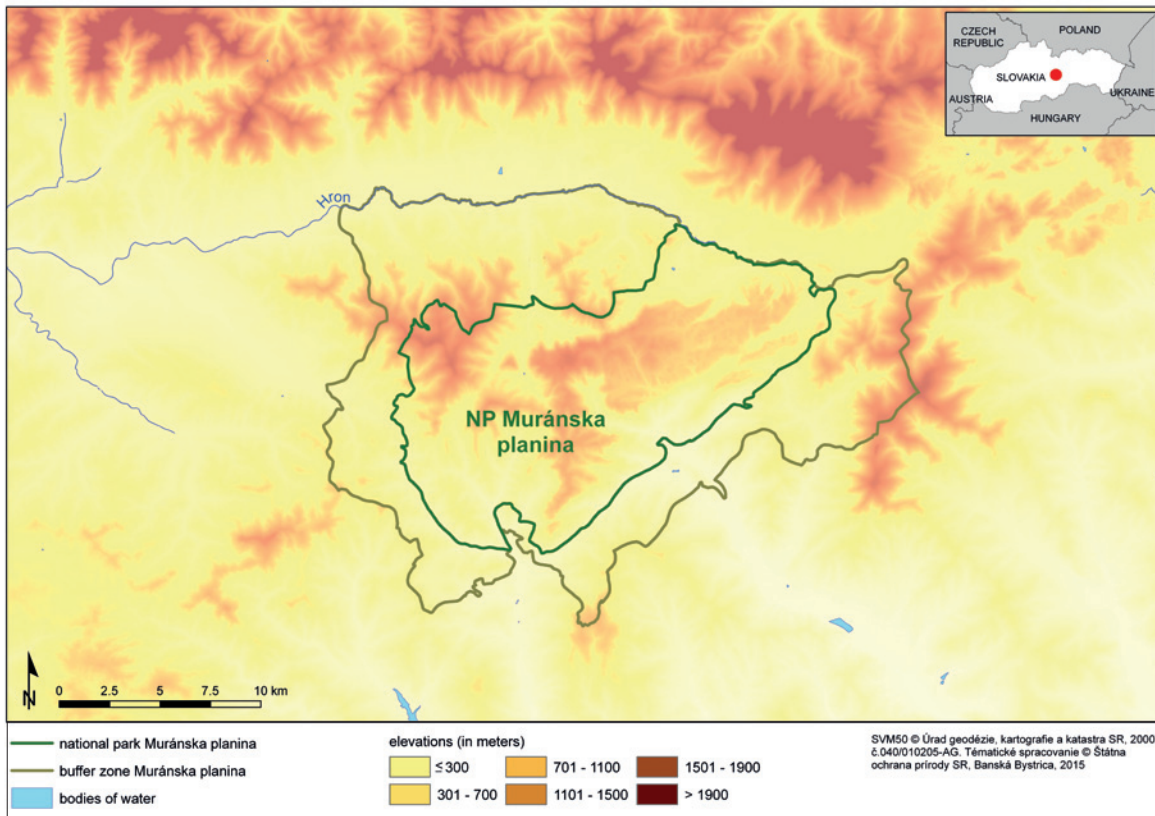 CZECH
REPUBLIC
POLAND
SLOVAKIA
AUSTRIA
UKRAINE
HUNGARY
Hron
NP Muránska
planina
N
0 2.5 5 7.5 10 km
national park Muránska planina
buffer zone Muránska planina
bodies of water
elevations (in meters)
≤ 300
301 - 700
701 - 1100
1101 - 1500
1501 - 1900
> 1900
SVM50 © Úrad geodézie, kartografie a katastra SR, 2000
č.040/010205-AG. Tématické spracovanie © Štátna
ochrana prírody SR, Banská Bystrica, 2015